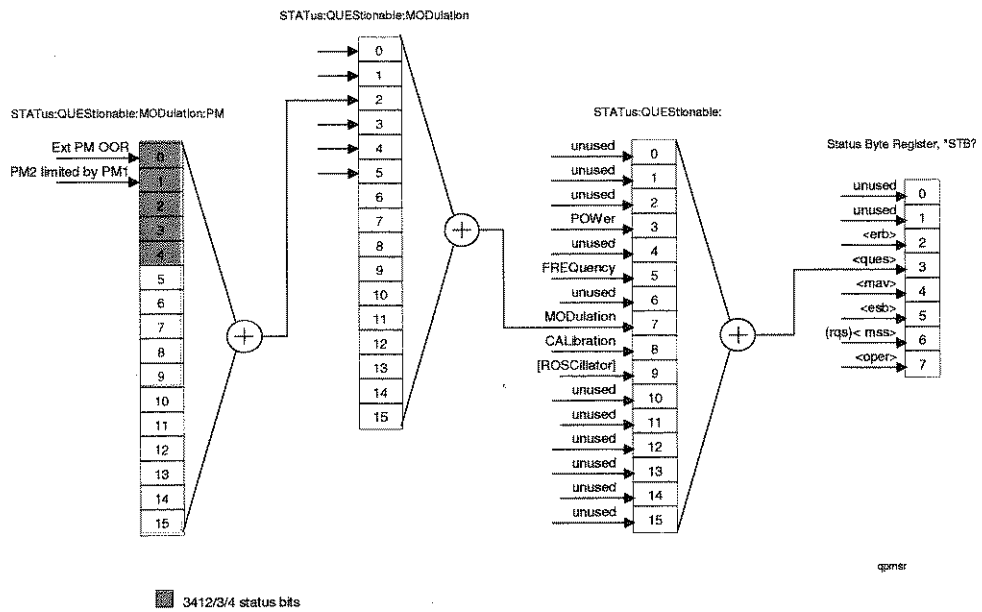 STATus:QUEStionable:MODulation
0
1
2
3
4
5
6
7
8
9
10
11
12
13
14
15
STATus:QUEStionable:MODulation:PM
Ext PM OOR 0
PM2 limited by PM1 1
2
3
4
5
6
7
8
9
10
11
12
13
14
15
+
+
STATus:QUEStionable:
unused 0
unused 1
unused 2
POWer 3
unused 4
FREQuency 5
unused 6
MODulation 7
CALibration 8
[ROSCillator] 9
unused 10
unused 11
unused 12
unused 13
unused 14
unused 15
+
Status Byte Register, *STB?
unused 0
unused 1
<erb> 2
<ques> 3
<mav> 4
<esb> 5
(rqs)< mss> 6
<oper> 7
qpmsr
3412/3/4 status bits